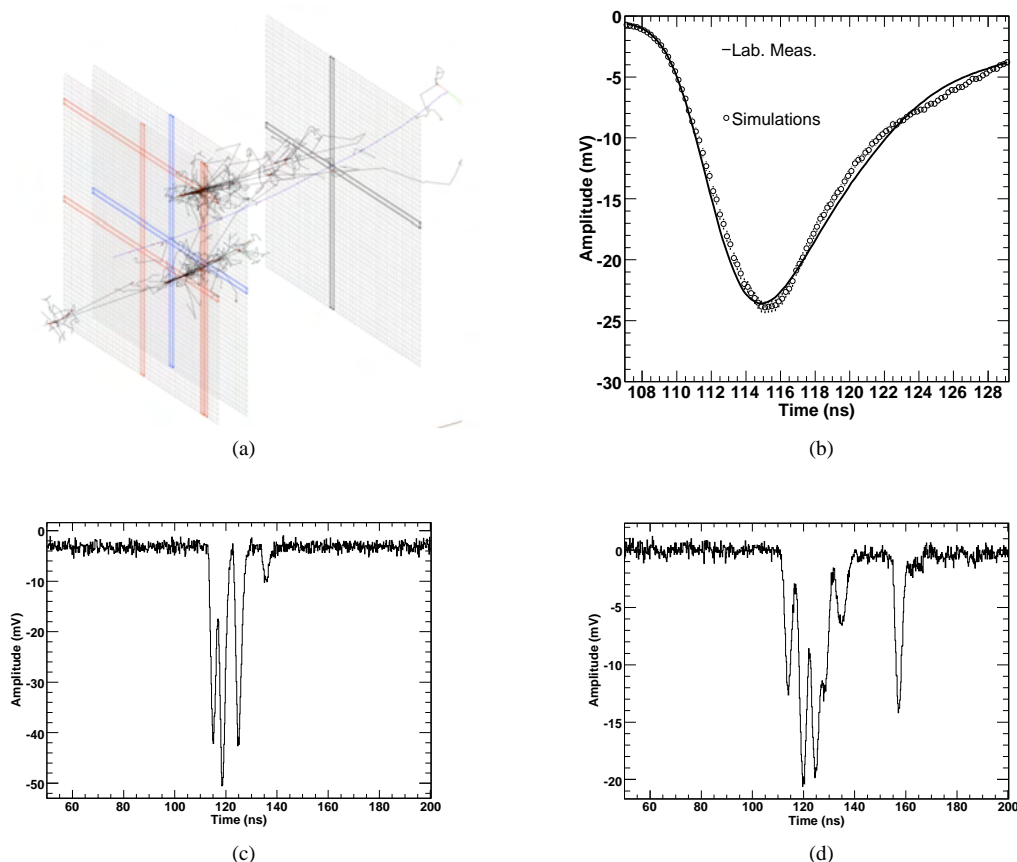 0
-5
-10
-15
-20
-25
-30
Amplitude (mV)
Lab. Meas.
Simulations
108 110 112 114 116 118 120 122 124 126 128
Time (ns)
(a)
(b)
0
-10
-20
-30
-40
-50
Amplitude (mV)
60 80 100 120 140 160 180 200
Time (ns)
(c)
0
-5
-10
-15
-20
Amplitude (mV)
60 80 100 120 140 160 180 200
Time (ns)
(d)